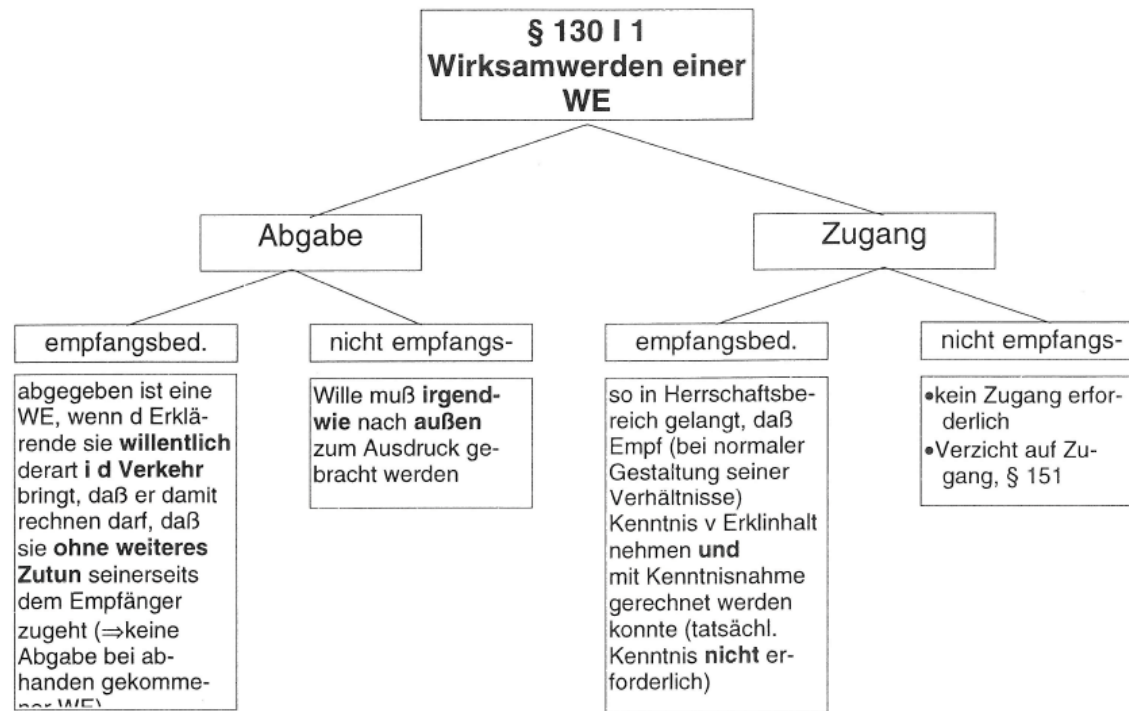 § 130 I 1
Wirksamwerden einer
WE
Abgabe
Zugang
empfangsbed.
abgegeben ist eine
WE, wenn d Erklä-
rende sie willentlich
derart i d Verkehr
bringt, daß er damit
rechnen darf, daß
sie ohne weiteres
Zutun seinerseits
dem Empfänger
zugeht (⇒keine
Abgabe bei ab-
handen gekomme-
ner WE)
nicht empfangs-
Wille muß irgend-
wie nach außen
zum Ausdruck ge-
bracht werden
empfangsbed.
so in Herrschaftsbe-
reich gelangt, daß
Empf (bei normaler
Gestaltung seiner
Verhältnisse)
Kenntnis v Erklinhalt
nehmen und
mit Kenntnisnahme
gerechnet werden
konnte (tatsächl.
Kenntnis nicht er-
forderlich)
nicht empfangs-
•kein Zugang erfor-
derlich
•Verzicht auf Zu-
gang, § 151